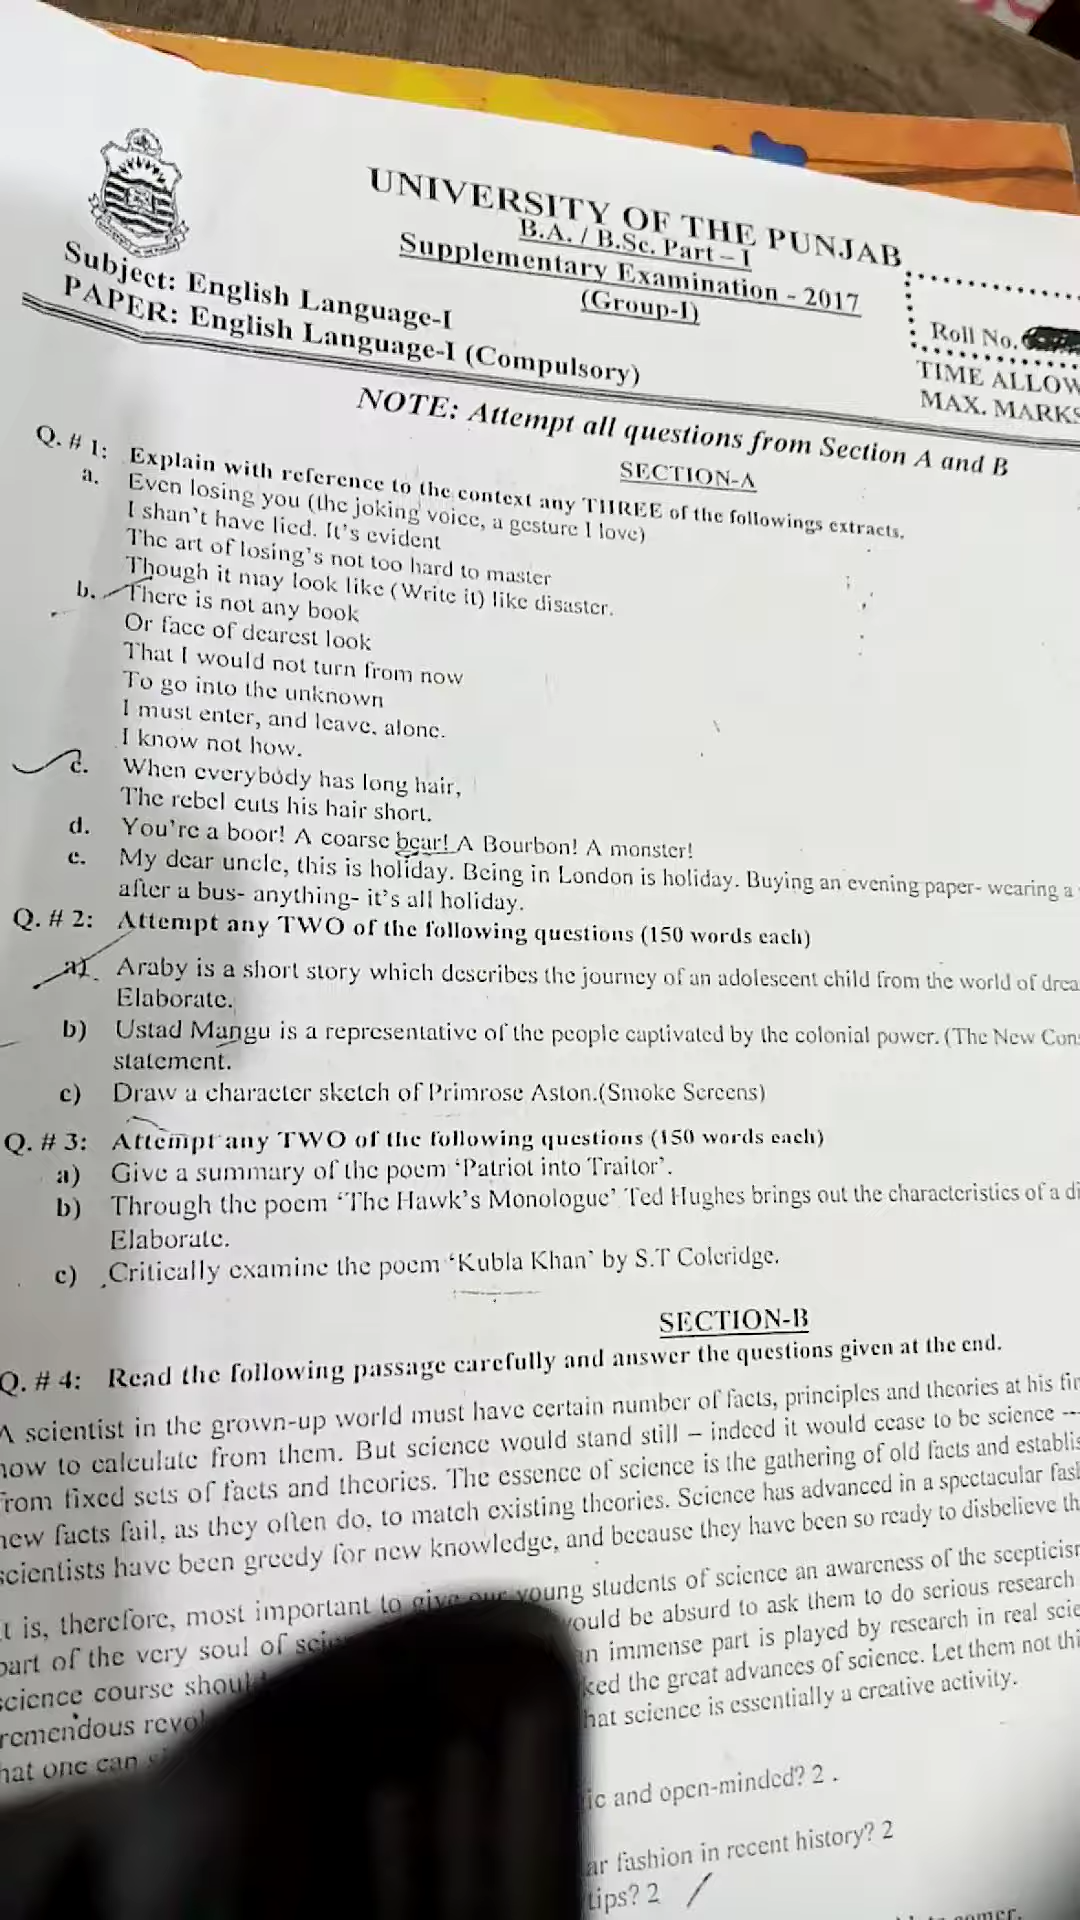 UNIVERSITY OF THE PUNJAB
B.A. / B.Sc. Part – I
Supplementary Examination - 2017
(Group-I)
Subject: English Language-I
PAPER: English Language-I (Compulsory)
Roll No.
TIME ALLOW
MAX. MARKS
NOTE: Attempt all questions from Section A and B
SECTION-A
Q. # 1: Explain with reference to the context any THREE of the followings extracts.
a. Even losing you (the joking voice, a gesture I love)
I shan't have lied. It's evident
The art of losing's not too hard to master
Though it may look like (Write it) like disaster.
b. There is not any book
Or face of dearest look
That I would not turn from now
To go into the unknown
I must enter, and leave, alone.
I know not how.
c. When everybody has long hair,
The rebel cuts his hair short.
d. You're a boor! A coarse bear! A Bourbon! A monster!
e. My dear uncle, this is holiday. Being in London is holiday. Buying an evening paper- wearing a
after a bus- anything- it's all holiday.
Q. # 2: Attempt any TWO of the following questions (150 words each)
a) Araby is a short story which describes the journey of an adolescent child from the world of drea
Elaborate.
b) Ustad Mangu is a representative of the people captivated by the colonial power. (The New Cons
statement.
c) Draw a character sketch of Primrose Aston.(Smoke Screens)
Q. # 3: Attempt any TWO of the following questions (150 words each)
a) Give a summary of the poem 'Patriot into Traitor'.
b) Through the poem 'The Hawk's Monologue' Ted Hughes brings out the characteristics of a di
Elaborate.
c) Critically examine the poem 'Kubla Khan' by S.T Coleridge.
SECTION-B
Q. # 4: Read the following passage carefully and answer the questions given at the end.
A scientist in the grown-up world must have certain number of facts, principles and theories at his fin
how to calculate from them. But science would stand still – indeed it would cease to be science --
from fixed sets of facts and theories. The essence of science is the gathering of old facts and establis
new facts fail, as they often do, to match existing theories. Science has advanced in a spectacular fash
scientists have been greedy for new knowledge, and because they have been so ready to disbelieve th
It is, therefore, most important to give our young students of science an awareness of the scepticism
part of the very soul of scie would be absurd to ask them to do serious research
science course should an immense part is played by research in real scie
tremendous revol ked the great advances of science. Let them not thi
hat one can hat science is essentially a creative activity.
ic and open-minded? 2 .
ar fashion in recent history? 2
tips? 2